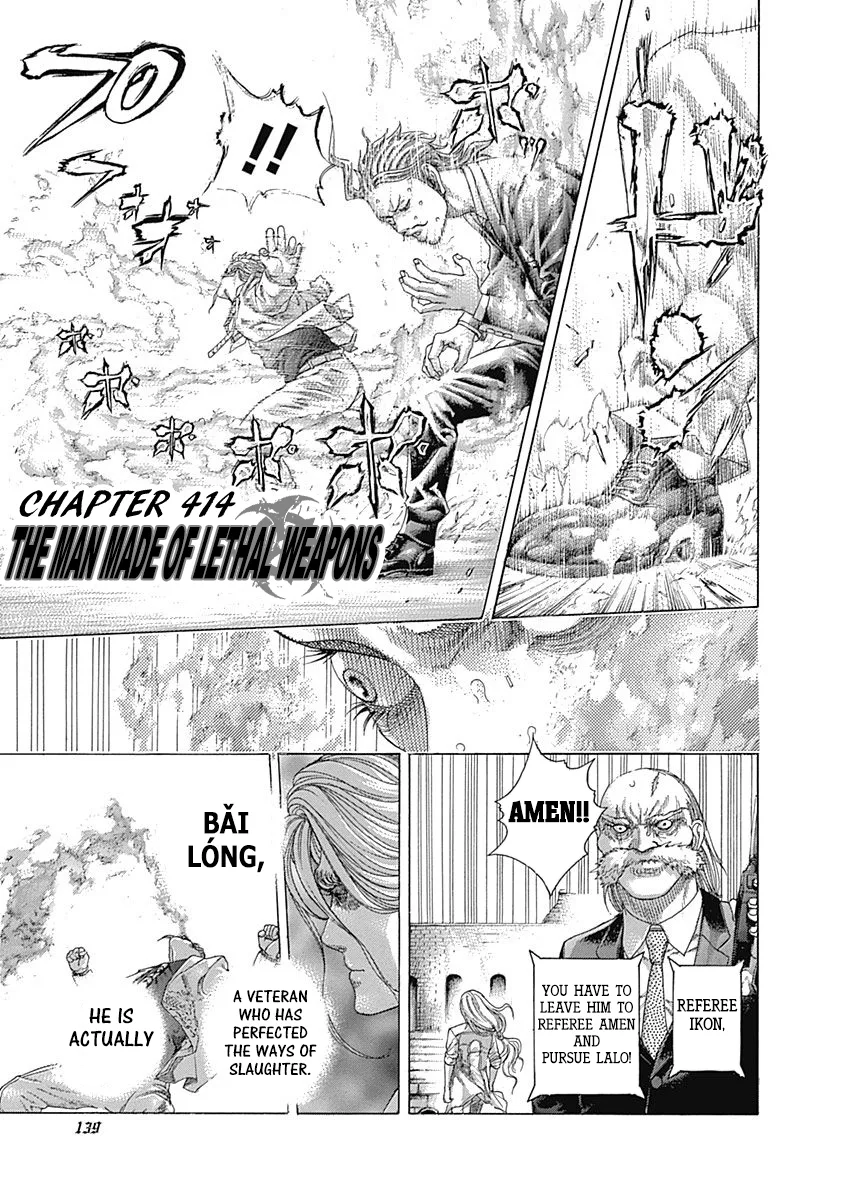 !!
CHAPTER 414
THE MAN MADE OF LETHAL WEAPONS
AMEN!!
REFEREE
IKON,
YOU HAVE TO
LEAVE HIM TO
REFEREE AMEN
AND
PURSUE LALO!
BǍI
LÓNG,
A VETERAN
WHO HAS
PERFECTED
THE WAYS OF
SLAUGHTER.
HE IS
ACTUALLY
139